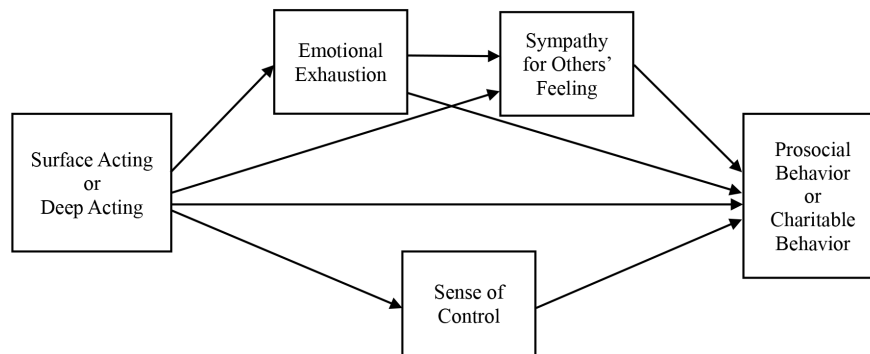 Surface Acting
or
Deep Acting
Emotional
Exhaustion
Sympathy
for Others’
Feeling
Sense of
Control
Prosocial
Behavior
or
Charitable
Behavior